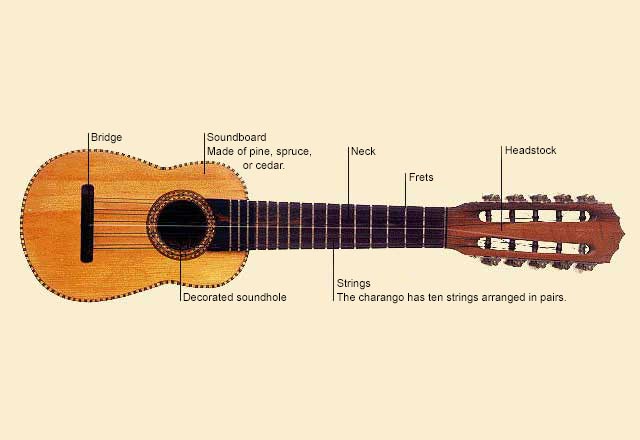 Bridge
Soundboard
Made of pine, spruce,
or cedar.
Neck
Headstock
Frets
Strings
The charango has ten strings arranged in pairs.
Decorated soundhole